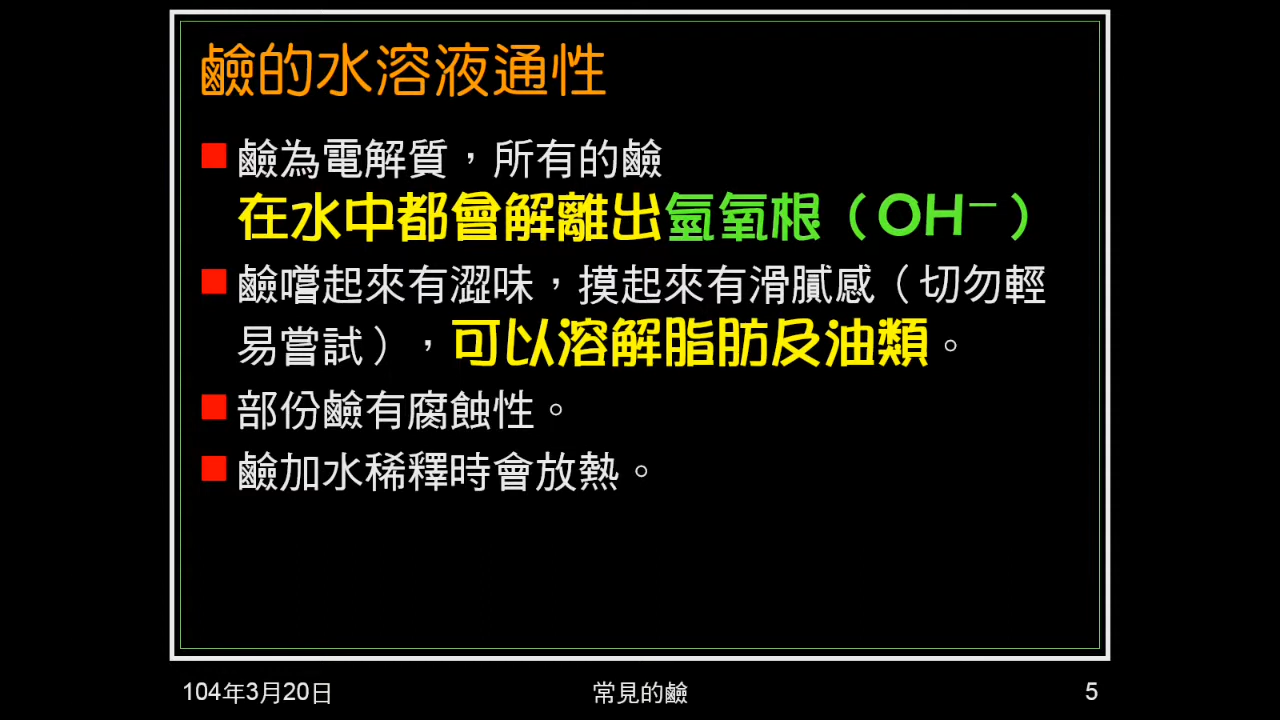 鹼的水溶液通性
鹼為電解質，所有的鹼
在水中都會解離出氫氧根（OH－）
鹼嚐起來有澀味，摸起來有滑膩感（切勿輕
易嘗試），可以溶解脂肪及油類。
部份鹼有腐蝕性。
鹼加水稀釋時會放熱。
104年3月20日
常見的鹼
5